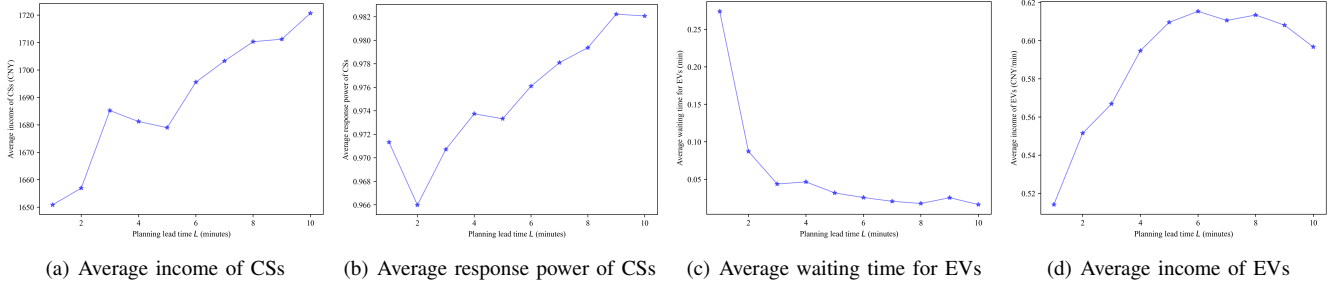 Average income of CSs (CNY)
1720
1710
1700
1690
1680
1670
1660
1650
2 4 6 8 10
Planning lead time L (minutes)
(a) Average income of CSs
Average response power of CSs
0.982
0.980
0.978
0.976
0.974
0.972
0.970
0.968
0.966
2 4 6 8 10
Planning lead time L (minutes)
(b) Average response power of CSs
Average waiting time for EVs (min)
0.25
0.20
0.15
0.10
0.05
2 4 6 8 10
Planning lead time L (minutes)
(c) Average waiting time for EVs
Average income of EVs (CNY/min)
0.62
0.60
0.58
0.56
0.54
0.52
2 4 6 8 10
Planning lead time L (minutes)
(d) Average income of EVs